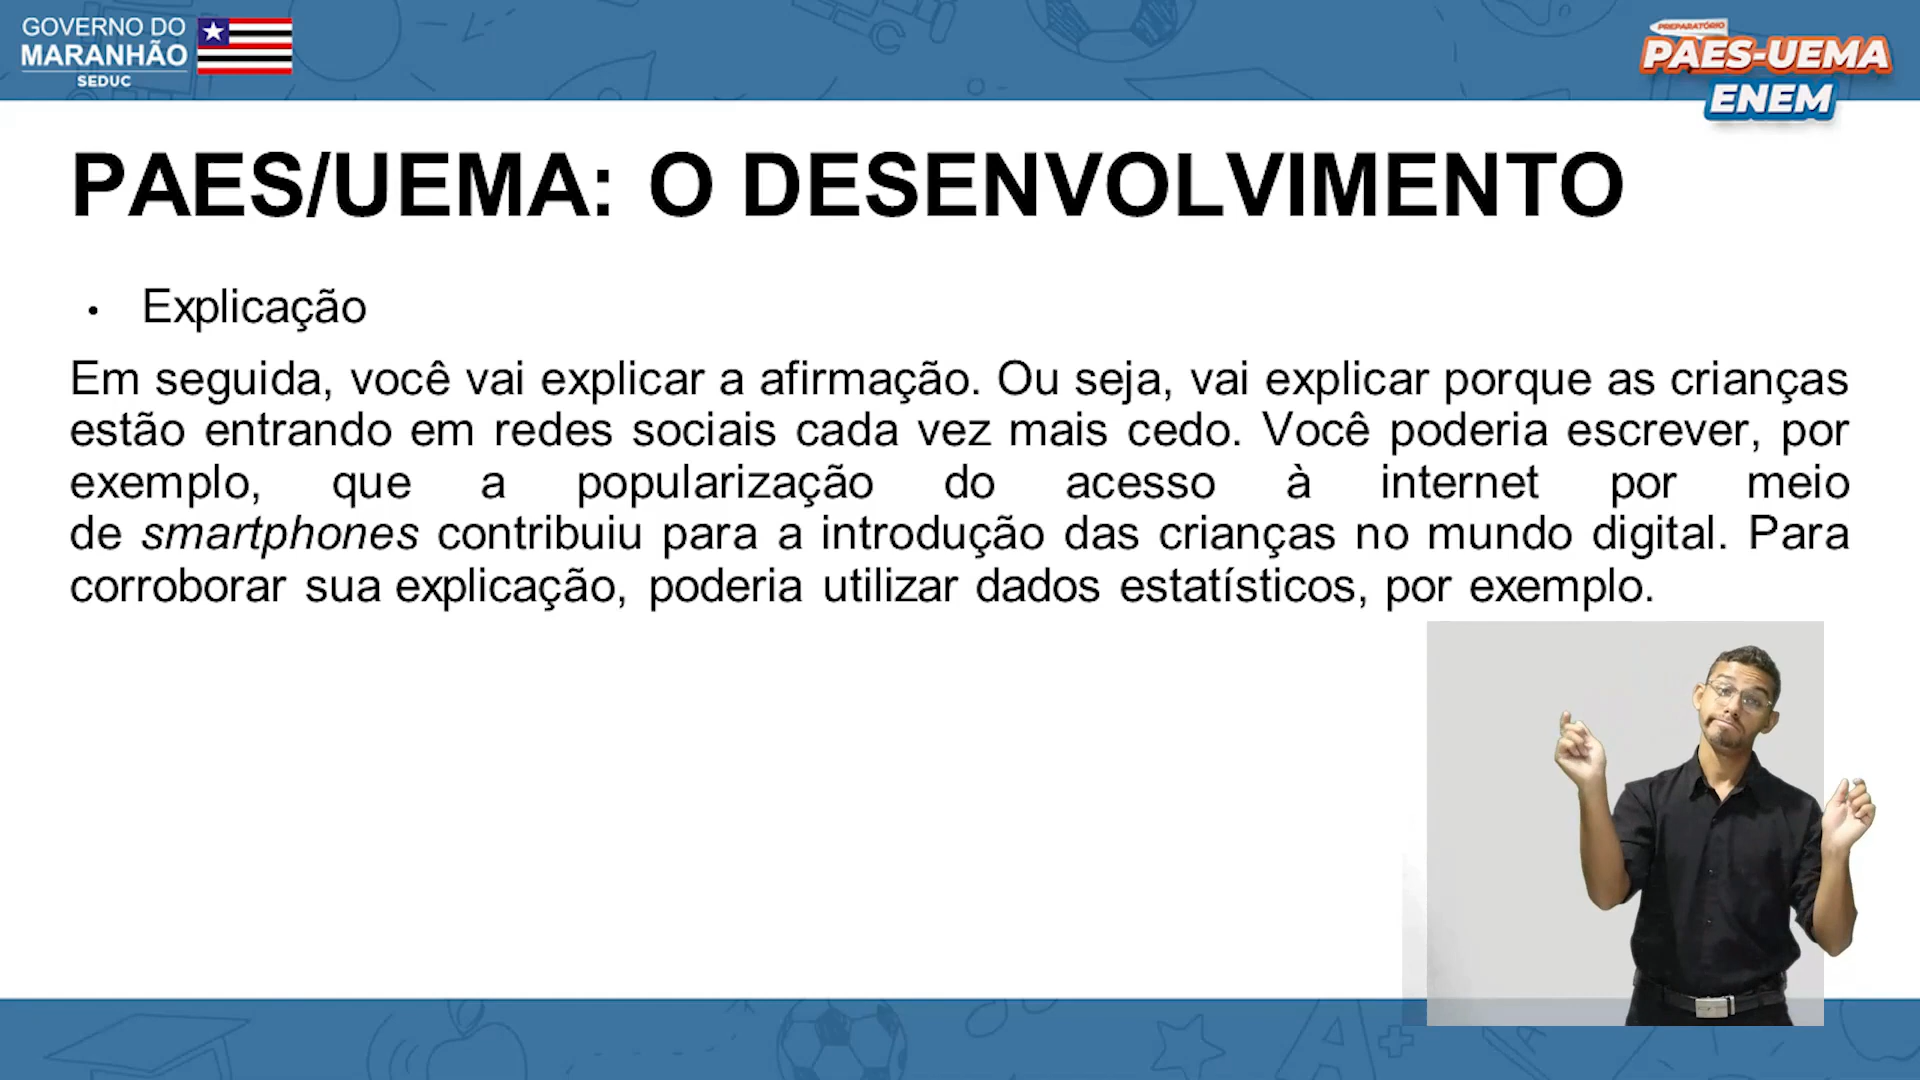 GOVERNO DO
MARANHÃO
SEDUC
PREPARATÓRIO
PAES-UEMA
ENEM
PAES/UEMA: O DESENVOLVIMENTO
• Explicação
Em seguida, você vai explicar a afirmação. Ou seja, vai explicar porque as crianças
estão entrando em redes sociais cada vez mais cedo. Você poderia escrever, por
exemplo, que a popularização do acesso à internet por meio
de smartphones contribuiu para a introdução das crianças no mundo digital. Para
corroborar sua explicação, poderia utilizar dados estatísticos, por exemplo.